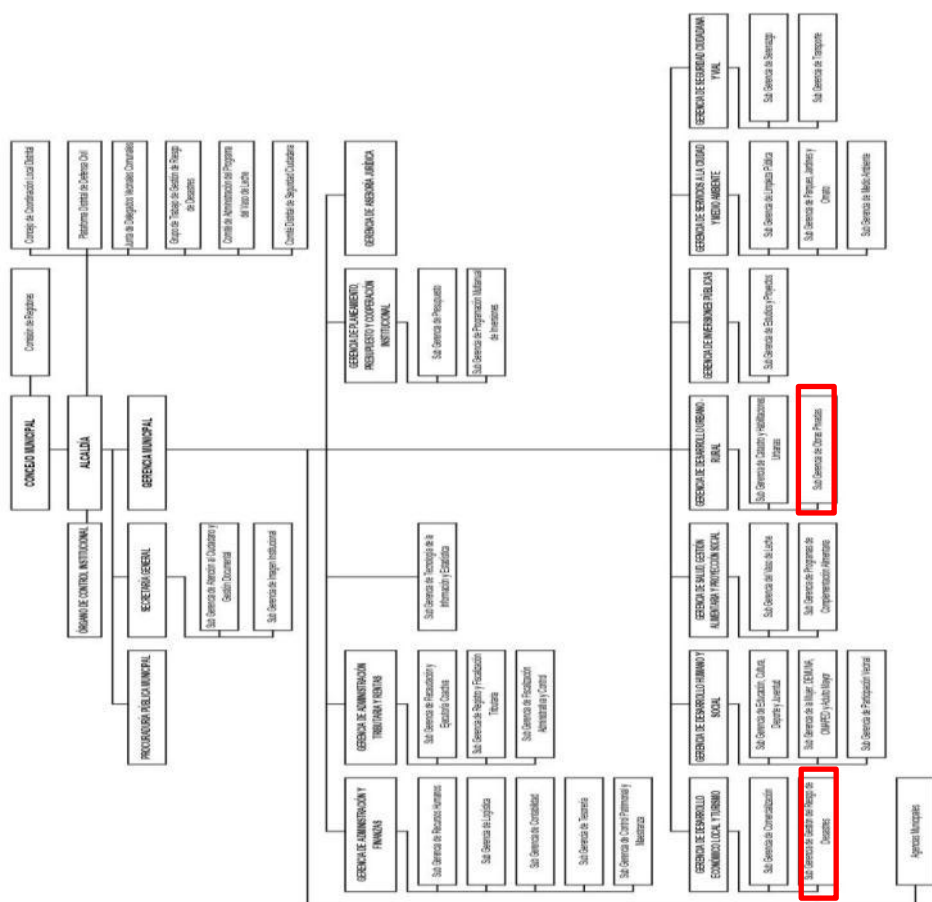 CONCEJO MUNICIPAL
Comisión de Regidores
ALCALDÍA
Concejo de Coordinación Local Distrital
Plataforma Distrital de Defensa Civil
Junta de Delegados Vecinales Comunales
Grupo de Trabajo de Gestión de Riesgo
de Desastres
Comité de Administración del Programa
del Vaso de Leche
Comité Distrital de Seguridad Ciudadana
ÓRGANO DE CONTROL INSTITUCIONAL
GERENCIA MUNICIPAL
PROCURADURÍA PÚBLICA MUNICIPAL
SECRETARIA GENERAL
Sub Gerencia de Atención al Ciudadano y
Gestión Documental
Sub Gerencia de Imagen Institucional
GERENCIA DE ADMINISTRACIÓN Y
FINANZAS
Sub Gerencia de Recursos Humanos
Sub Gerencia de Logística
Sub Gerencia de Contabilidad
Sub Gerencia de Tesorería
Sub Gerencia de Control Patrimonial y
Maestranza
GERENCIA DE ADMINISTRACIÓN
TRIBUTARIA Y RENTAS
Sub Gerencia de Recaudación y
Ejecutoría Coactiva
Sub Gerencia de Registro y Fiscalización
Tributaria
Sub Gerencia de Fiscalización
Administrativa y Control
Sub Gerencia de Tecnología de la
Información y Estadística
GERENCIA DE PLANEAMIENTO,
PRESUPUESTO Y COOPERACIÓN
INSTITUCIONAL
Sub Gerencia de Presupuesto
Sub Gerencia de Programación Multianual
de Inversiones
GERENCIA DE ASESORÍA JURÍDICA
GERENCIA DE DESARROLLO
ECONÓMICO LOCAL Y TURISMO
Sub Gerencia de Comercialización
Sub Gerencia de Gestión del Riesgo de
Desastres
GERENCIA DE DESARROLLO HUMANO Y
SOCIAL
Sub Gerencia de Educación, Cultura,
Deporte y Juventud
Sub Gerencia de la Mujer, DEMUNA,
OMAPED y Adulto Mayor
Sub Gerencia de Participación Vecinal
GERENCIA DE SALUD, GESTIÓN
ALIMENTARIA Y PROYECCIÓN SOCIAL
Sub Gerencia del Vaso de Leche
Sub Gerencia de Programas de
Complementación Alimentaria
GERENCIA DE DESARROLLO URBANO -
RURAL
Sub Gerencia de Catastro y Habilitaciones
Urbanas
Sub Gerencia de Obras Privadas
GERENCIA DE INVERSIONES PÚBLICAS
Sub Gerencia de Estudios y Proyectos
GERENCIA DE SERVICIOS A LA CIUDAD
Y MEDIO AMBIENTE
Sub Gerencia de Limpieza Pública
Sub Gerencia de Parques, Jardines y
Ornato
Sub Gerencia de Medio Ambiente
GERENCIA DE SEGURIDAD CIUDADANA
Y VIAL
Sub Gerencia de Serenazgo
Sub Gerencia de Transporte
Agencias Municipales